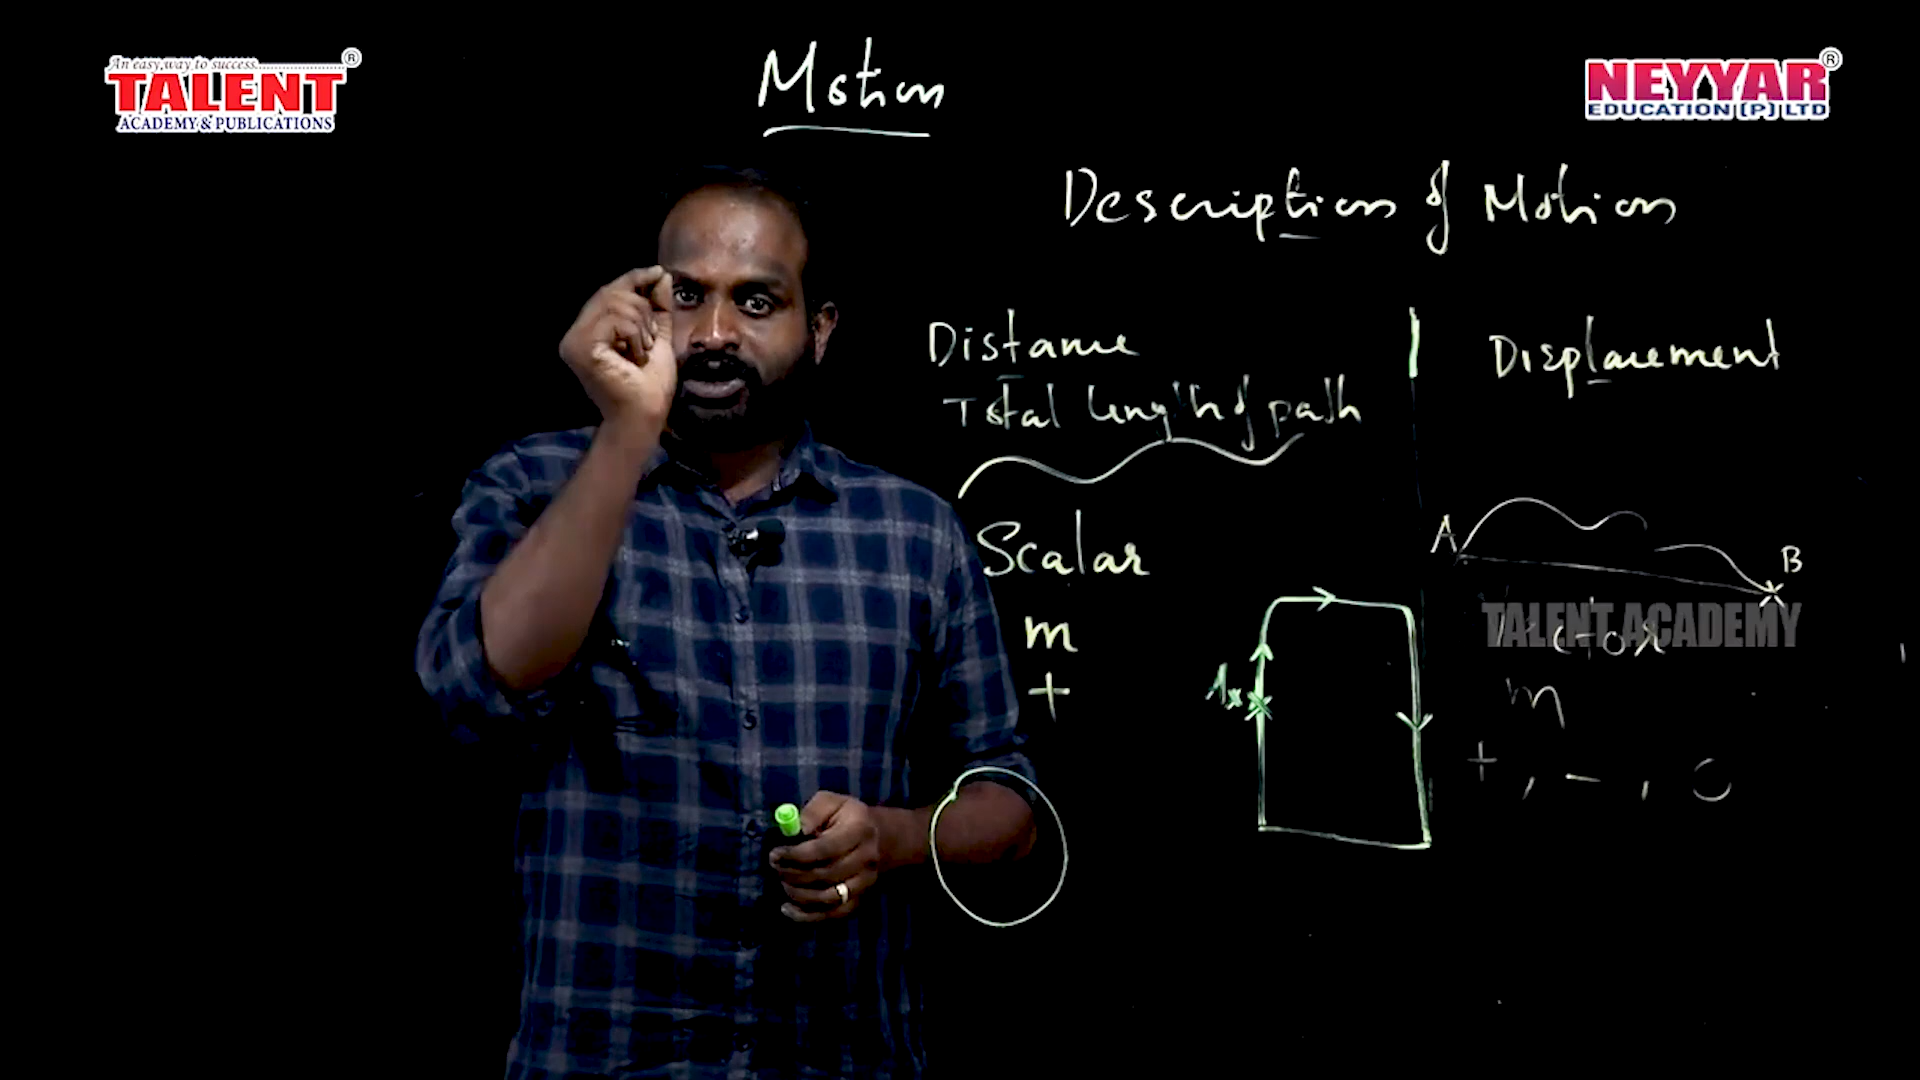 An easy way to success..................
TALENT®
ACADEMY & PUBLICATIONS
Motion
NEYYAR®
EDUCATION (P) LTD
Description of Motion
Distance
Displacement
Total length of path
Scalar
A
B
TALENT ACADEMY
Vector
m
m
+
+, -, 0